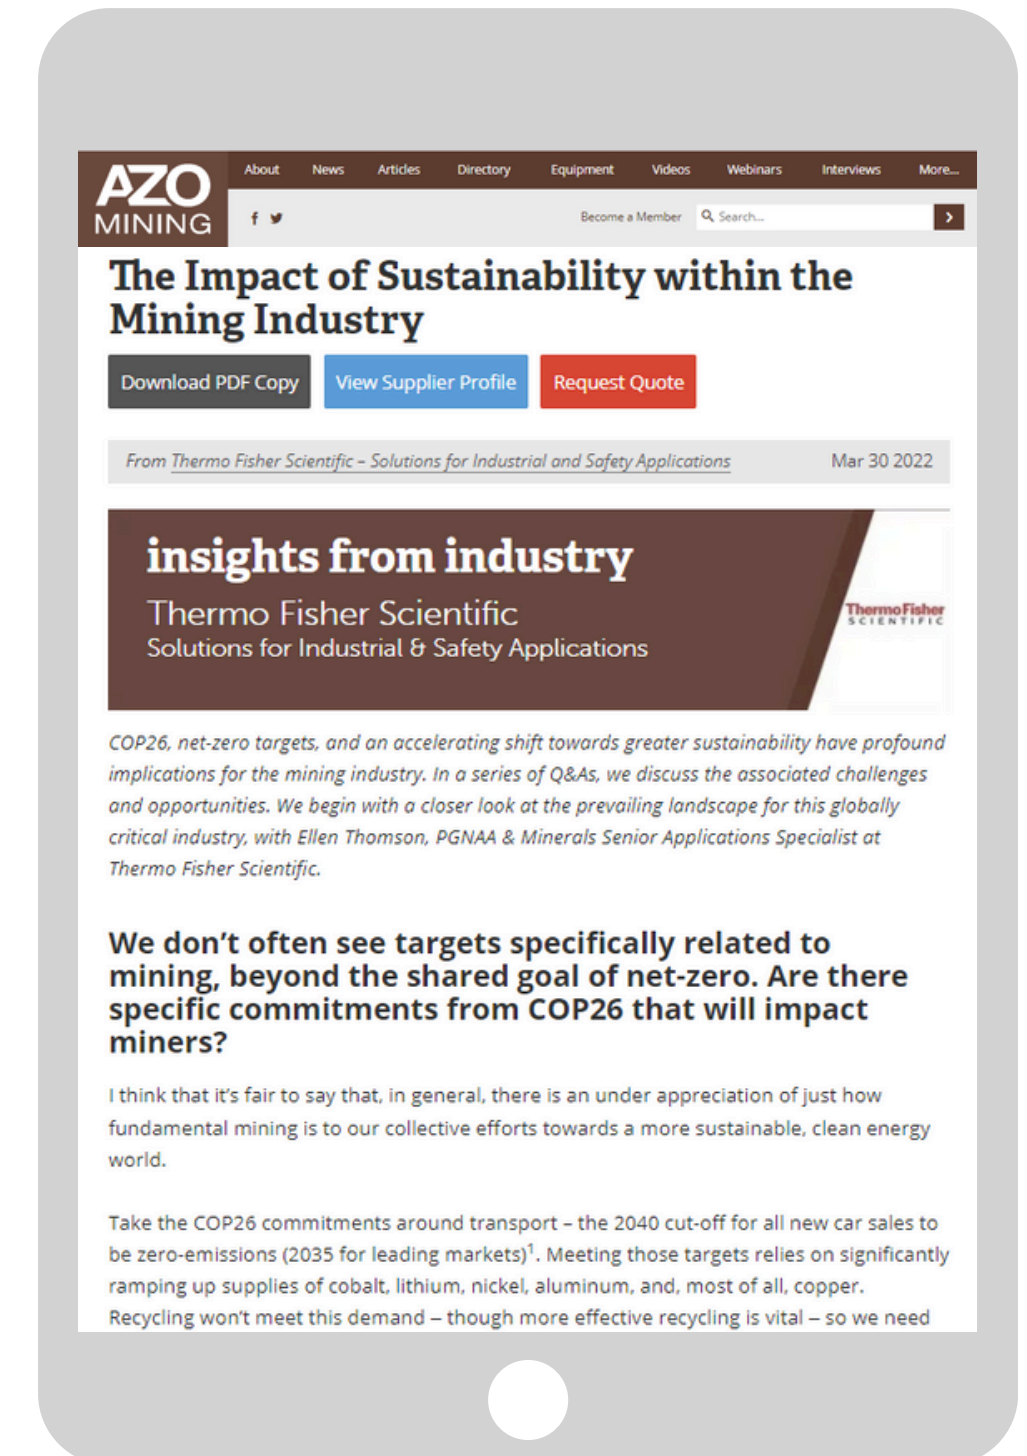 AZO
MINING
About News Articles Directory Equipment Videos Webinars Interviews More...
Become a Member Search...
The Impact of Sustainability within the
Mining Industry
Download PDF Copy View Supplier Profile Request Quote
From Thermo Fisher Scientific – Solutions for Industrial and Safety Applications Mar 30 2022
insights from industry
Thermo Fisher Scientific
Solutions for Industrial & Safety Applications
ThermoFisher
SCIENTIFIC
COP26, net-zero targets, and an accelerating shift towards greater sustainability have profound
implications for the mining industry. In a series of Q&As, we discuss the associated challenges
and opportunities. We begin with a closer look at the prevailing landscape for this globally
critical industry, with Ellen Thomson, PGNAA & Minerals Senior Applications Specialist at
Thermo Fisher Scientific.
We don’t often see targets specifically related to
mining, beyond the shared goal of net-zero. Are there
specific commitments from COP26 that will impact
miners?
I think that it’s fair to say that, in general, there is an under appreciation of just how
fundamental mining is to our collective efforts towards a more sustainable, clean energy
world.
Take the COP26 commitments around transport – the 2040 cut-off for all new car sales to
be zero-emissions (2035 for leading markets)¹. Meeting those targets relies on significantly
ramping up supplies of cobalt, lithium, nickel, aluminum, and, most of all, copper.
Recycling won’t meet this demand – though more effective recycling is vital – so we need